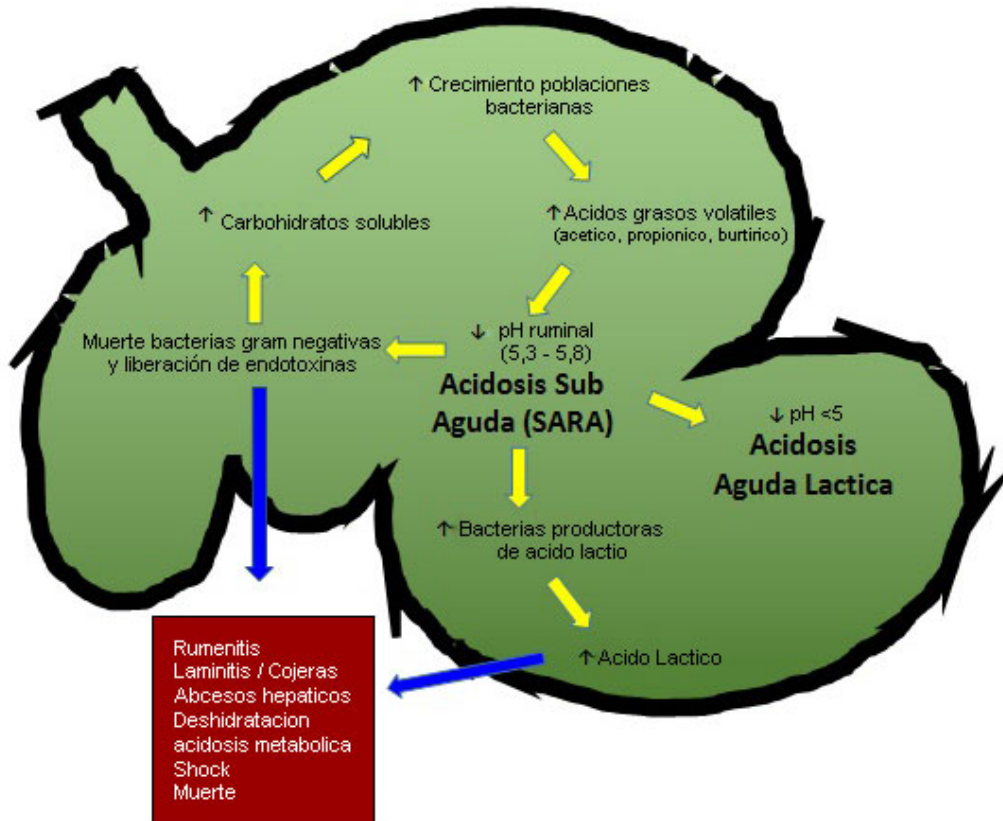 ↑ Crecimiento poblaciones
bacterianas
↑ Carbohidratos solubles
↑ Acidos grasos volatiles
(acetico, propionico, burtirico)
Muerte bacterias gram negativas
y liberación de endotoxinas
↓ pH ruminal
(5,3 - 5,8)
Acidosis Sub
Aguda (SARA)
↓ pH <5
Acidosis
Aguda Lactica
↑ Bacterias productoras
de acido lactio
↑ Acido Lactico
Rumenitis
Laminitis / Cojeras
Abcesos hepaticos
Deshidratacion
acidosis metabolica
Shock
Muerte